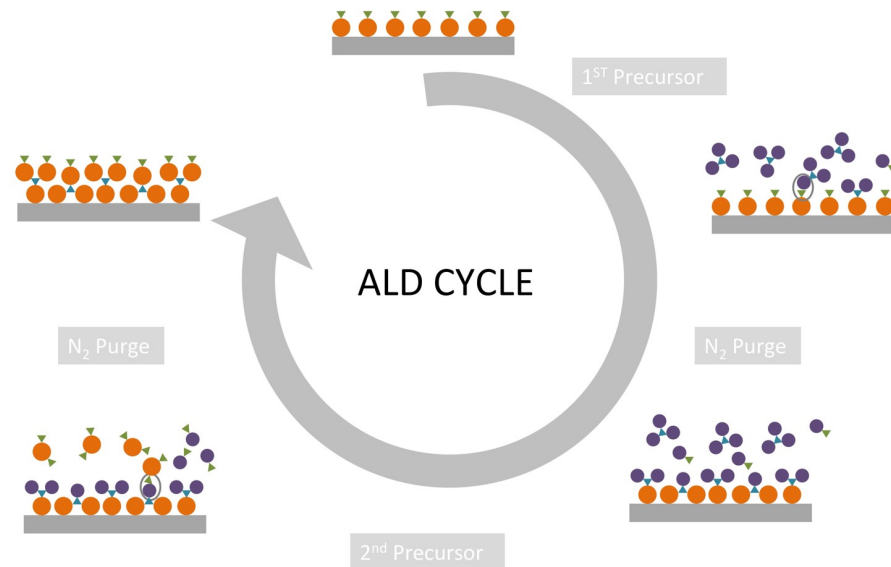 1ST Precursor
ALD CYCLE
N2 Purge
N2 Purge
2nd Precursor